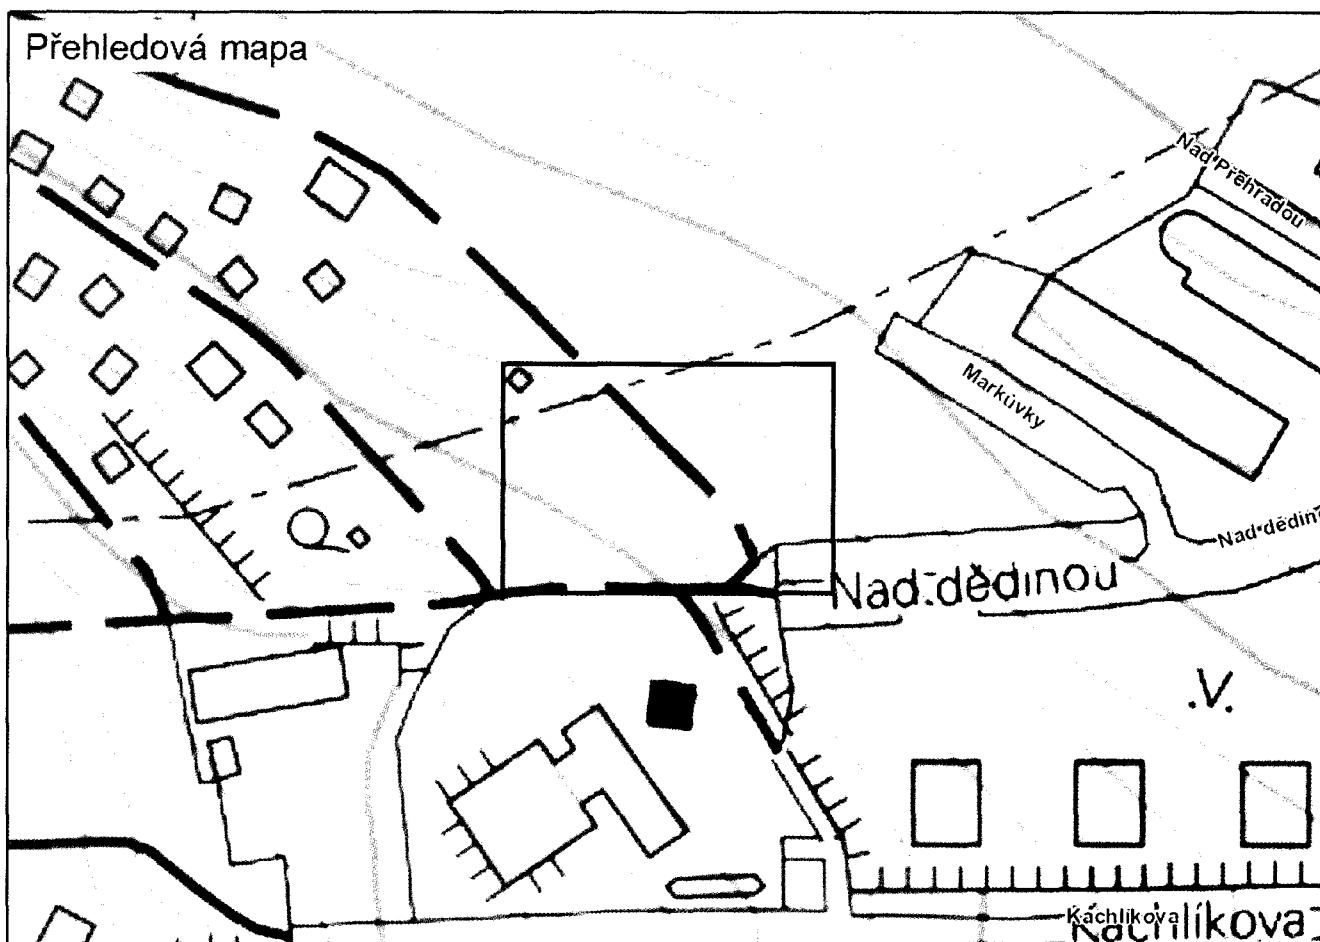 Přehledová mapa
Nad Přehradou
Markůvky
Nad dědin
Nad dědinou
.V.
Kachlíkova
Kachlíkova